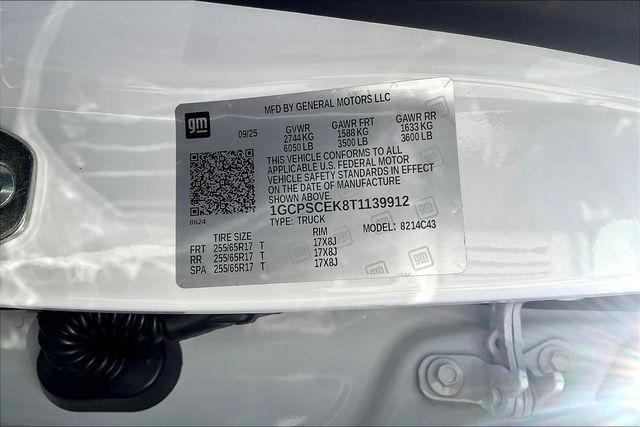 MFD BY GENERAL MOTORS LLC
gm
09/25 GVWR GAWR FRT GAWR RR
2744 KG 1588 KG 1633 KG
6050 LB 3500 LB 3600 LB
THIS VEHICLE CONFORMS TO ALL
APPLICABLE U.S. FEDERAL MOTOR
VEHICLE SAFETY STANDARDS IN EFFECT
ON THE DATE OF MANUFACTURE
SHOWN ABOVE.
1GCPSCEK8T1139912
8624
TYPE: TRUCK MODEL: 8214C43
TIRE SIZE RIM
FRT 255/65R17 T 17X8J
RR 255/65R17 T 17X8J
SPA 255/65R17 T 17X8J
gm
gm
gm